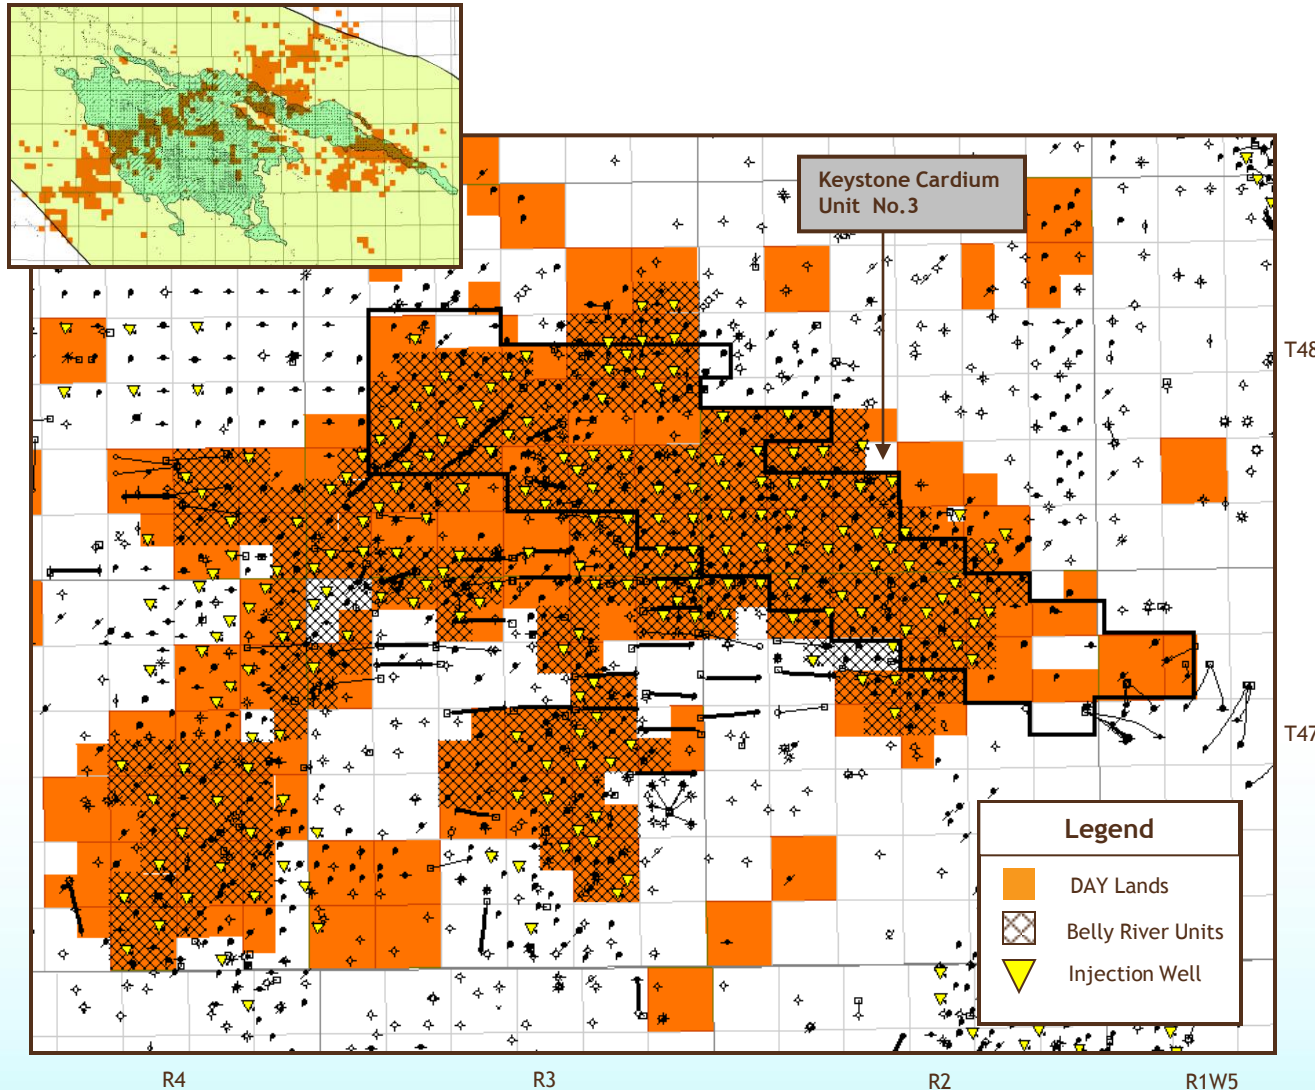 Keystone Cardium
Unit No.3
T48
T47
Legend
DAY Lands
Belly River Units
Injection Well
R4
R3
R2
R1W5